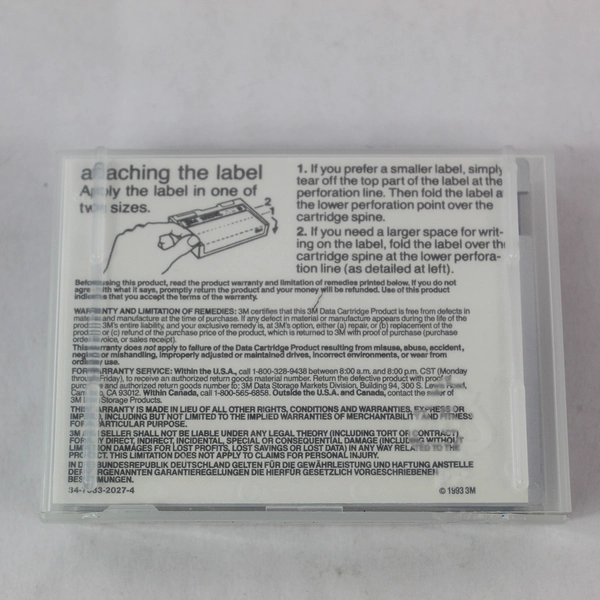 attaching the label
Apply the label in one of
two sizes.
2
1
1. If you prefer a smaller label, simply
tear off the top part of the label at the
perforation line. Then fold the label a
the lower perforation point over the
cartridge spine.
2. If you need a larger space for writ-
ing on the label, fold the label over the
cartridge spine at the lower perfora-
tion line (as detailed at left).
Before using this product, read the product warranty and limitation of remedies printed below. If you do not
agree with what it says, promptly return the product and your money will be refunded. Use of this product
indicates that you accept the terms of the warranty.
WARRANTY AND LIMITATION OF REMEDIES: 3M certifies that this 3M Data Cartridge Product is free from defects in
materials and manufacture at the time of purchase. If any defect in material or manufacture appears during the life of the
product 3M's entire liability, and your exclusive remedy is, at 3M's option, either (a) repair, or (b) replacement of the
product or (c) refund of the purchase price of the product, which is returned to 3M with proof of purchase (purchase
order, invoice, or sales receipt).
This warranty does not apply to failure of the Data Cartridge Product resulting from misuse, abuse, accident,
neglect or mishandling, improperly adjusted or maintained drives, incorrect environments, or wear from
ordinary use.
FOR WARRANTY SERVICE: Within the U.S.A., call 1-800-328-9438 between 8:00 a.m. and 8:00 p.m. CST (Monday
through Friday), to receive an authorized return goods material number. Return the defective product with proof of
purchase and authorized return goods number to: 3M Data Storage Markets Division, Building 94, 300 S. Lewis Road,
CA 93012. Within Canada, call 1-800-565-6858. Outside the U.S.A. and Canada, contact the seller of
3M Data Storage Products.
THIS WARRANTY IS MADE IN LIEU OF ALL OTHER RIGHTS, CONDITIONS AND WARRANTIES, EXPRESS OR
IMPLIED, INCLUDING BUT NOT LIMITED TO THE IMPLIED WARRANTIES OF MERCHANTABILITY AND FITNESS
FOR A PARTICULAR PURPOSE.
3M AND SELLER SHALL NOT BE LIABLE UNDER ANY LEGAL THEORY (INCLUDING TORT OR CONTRACT)
FOR ANY DIRECT, INDIRECT, INCIDENTAL, SPECIAL OR CONSEQUENTIAL DAMAGE (INCLUDING WITHOUT
LIMITATION DAMAGES FOR LOST PROFITS, LOST SAVINGS OR LOST DATA) IN ANY WAY RELATED TO THE
PRODUCT. THIS LIMITATION DOES NOT APPLY TO CLAIMS FOR PERSONAL INJURY.
IN DER BUNDESREPUBLIK DEUTSCHLAND GELTEN FÜR DIE GEWÄHRLEISTUNG UND HAFTUNG ANSTELLE
DER VORGENANNTEN GARANTIEREGELUNGEN DIE HIERFÜR GESETZLICH VORGESCHRIEBENEN
BESTIMMUNGEN.
© 1993 3M